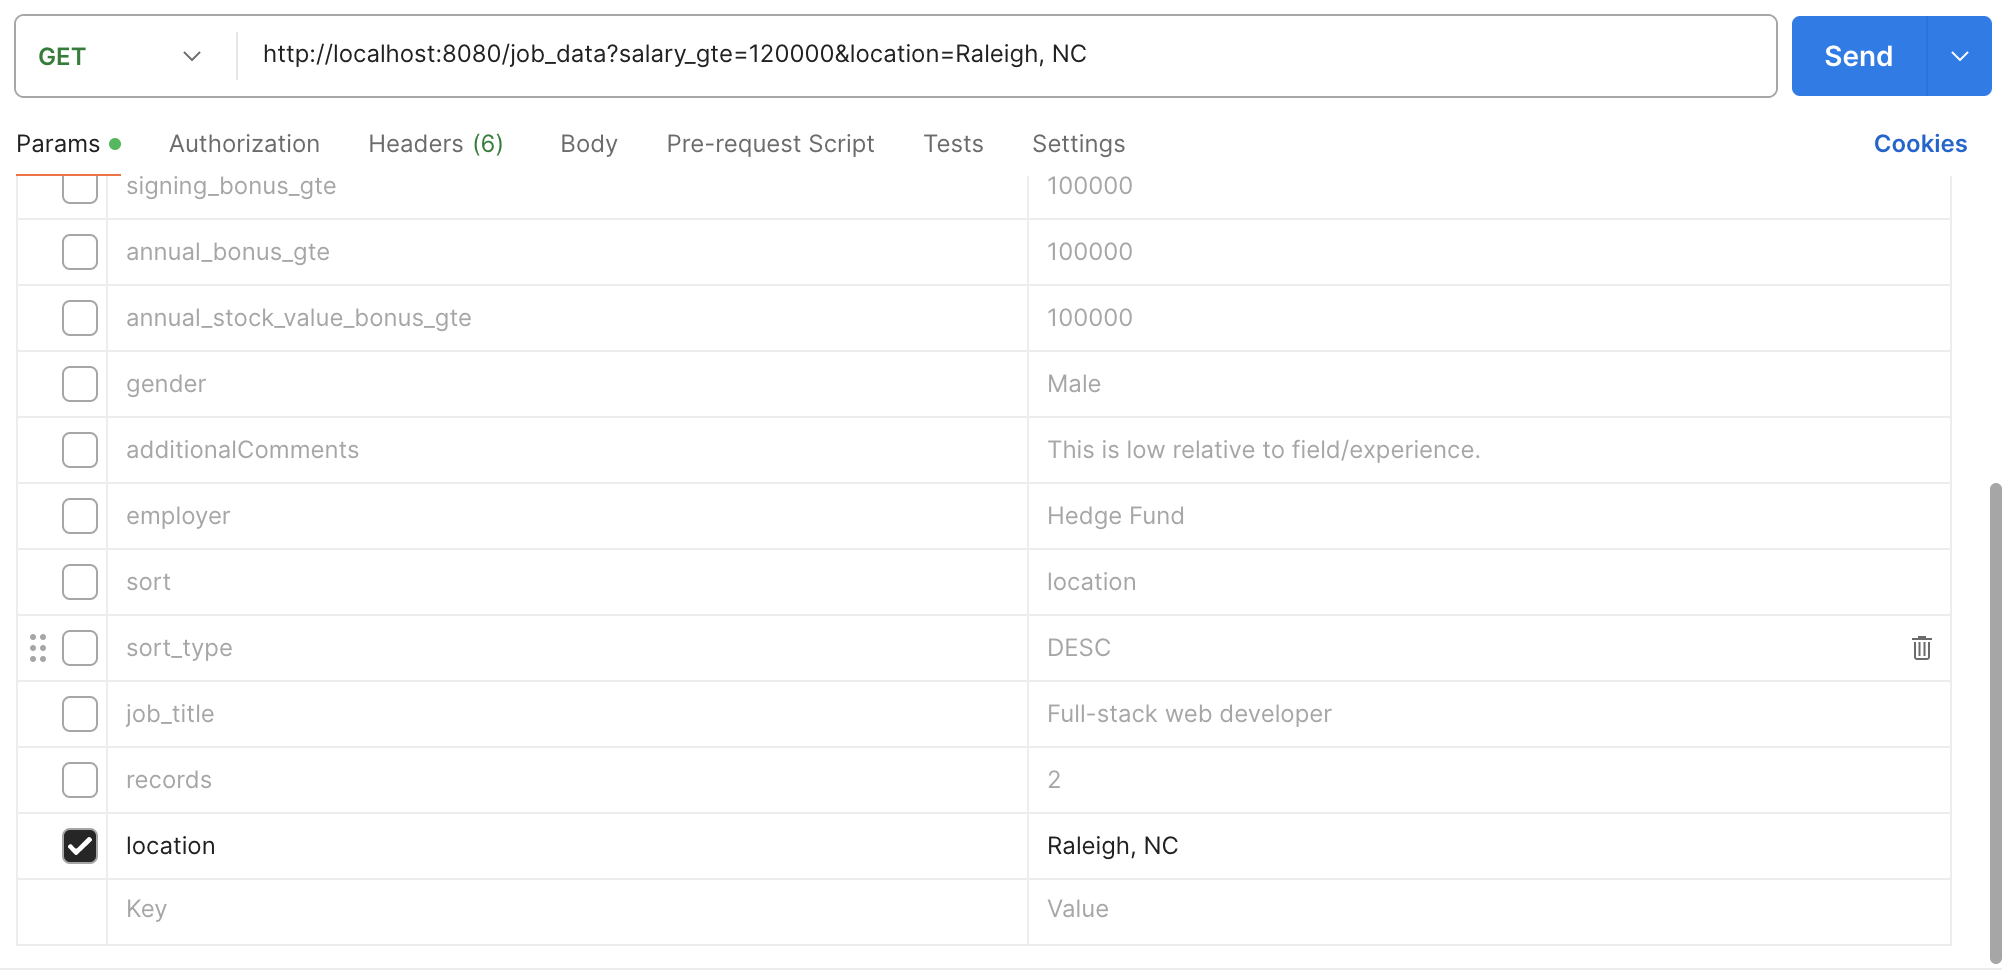 GET http://localhost:8080/job_data?salary_gte=120000&location=Raleigh, NC Send
Params Authorization Headers (6) Body Pre-request Script Tests Settings Cookies
signing_bonus_gte 100000
annual_bonus_gte 100000
annual_stock_value_bonus_gte 100000
gender Male
additionalComments This is low relative to field/experience.
employer Hedge Fund
sort location
sort_type DESC
job_title Full-stack web developer
records 2
location Raleigh, NC
Key Value